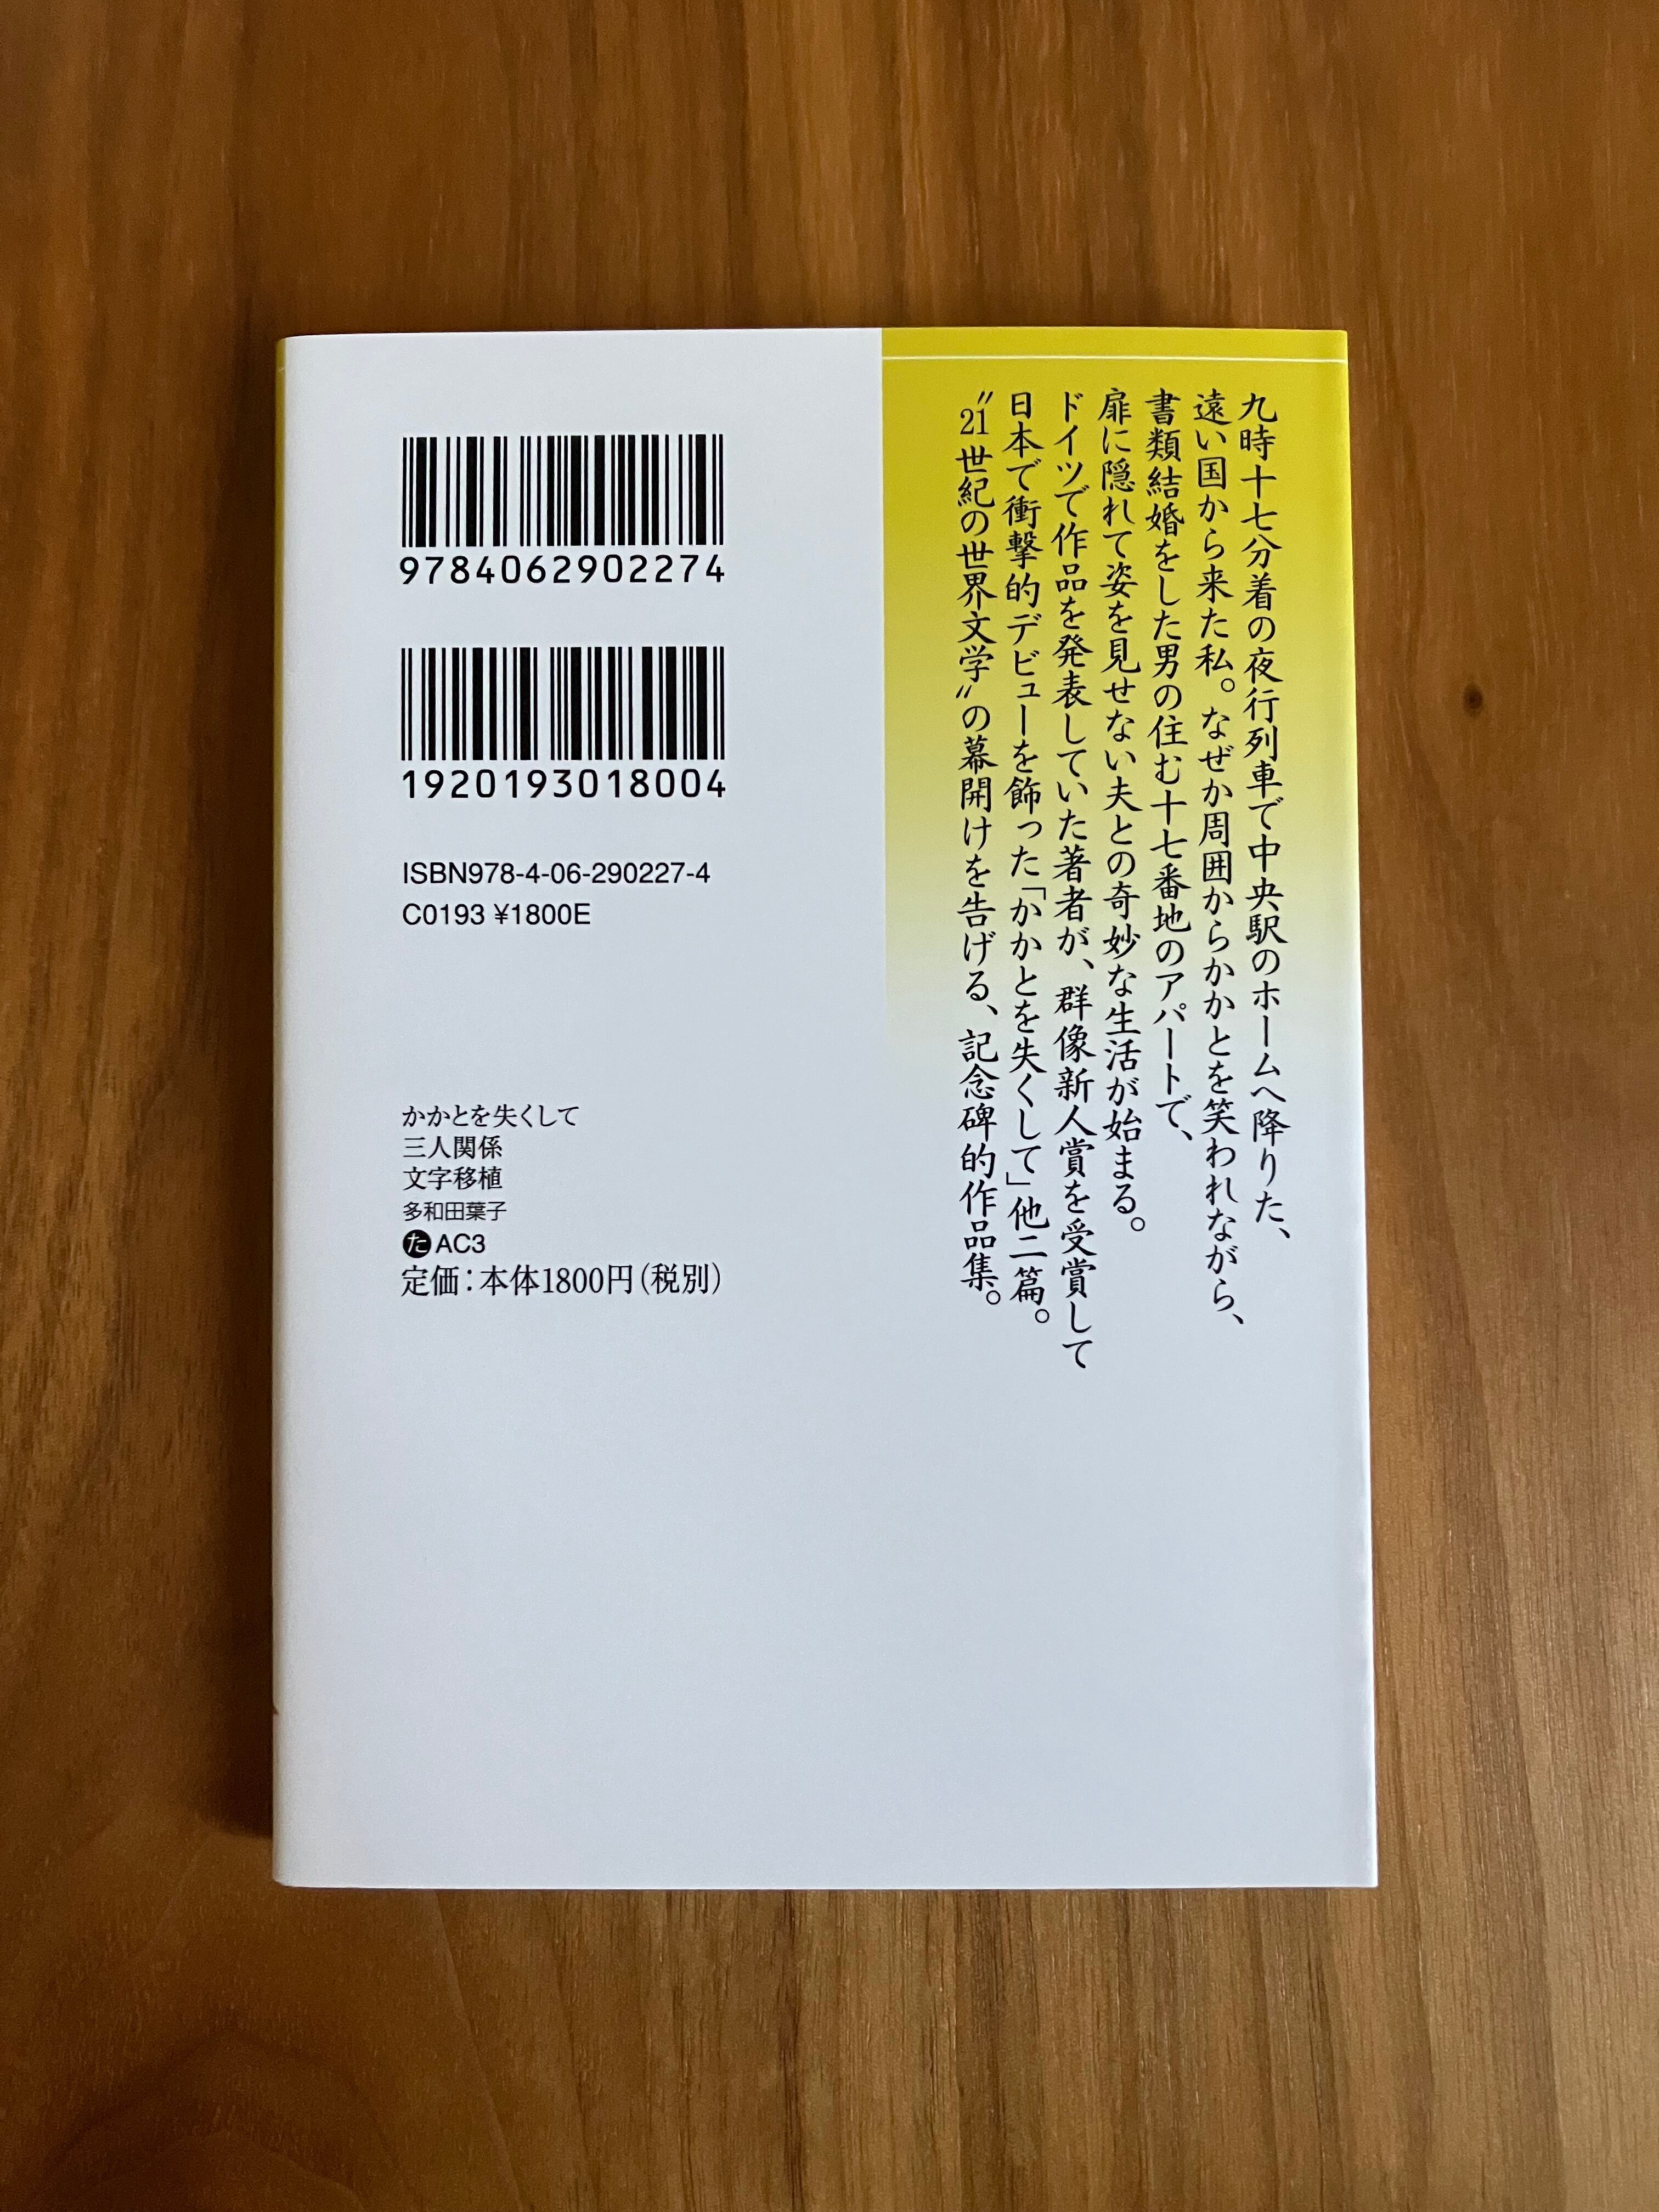 九時十七分着の夜行列車で中央駅のホームへ降りた、
遠い国から来た私。なぜか周囲からかかとを笑われながら、
書類結婚をした男の住む十七番地のアパートで、
扉に隠れて姿を見せない夫との奇妙な生活が始まる。
ドイツで作品を発表していた著者が、群像新人賞を受賞して
日本で衝撃的デビューを飾った「かかとを失くして」他二篇。
〝21世紀の世界文学〟の幕開けを告げる、記念碑的作品集。
9784062902274
1920193018004
ISBN978-4-06-290227-4
C0193 ¥1800E
かかとを失くして
三人関係
文字移植
多和田葉子
た AC3
定価：本体1800円（税別）